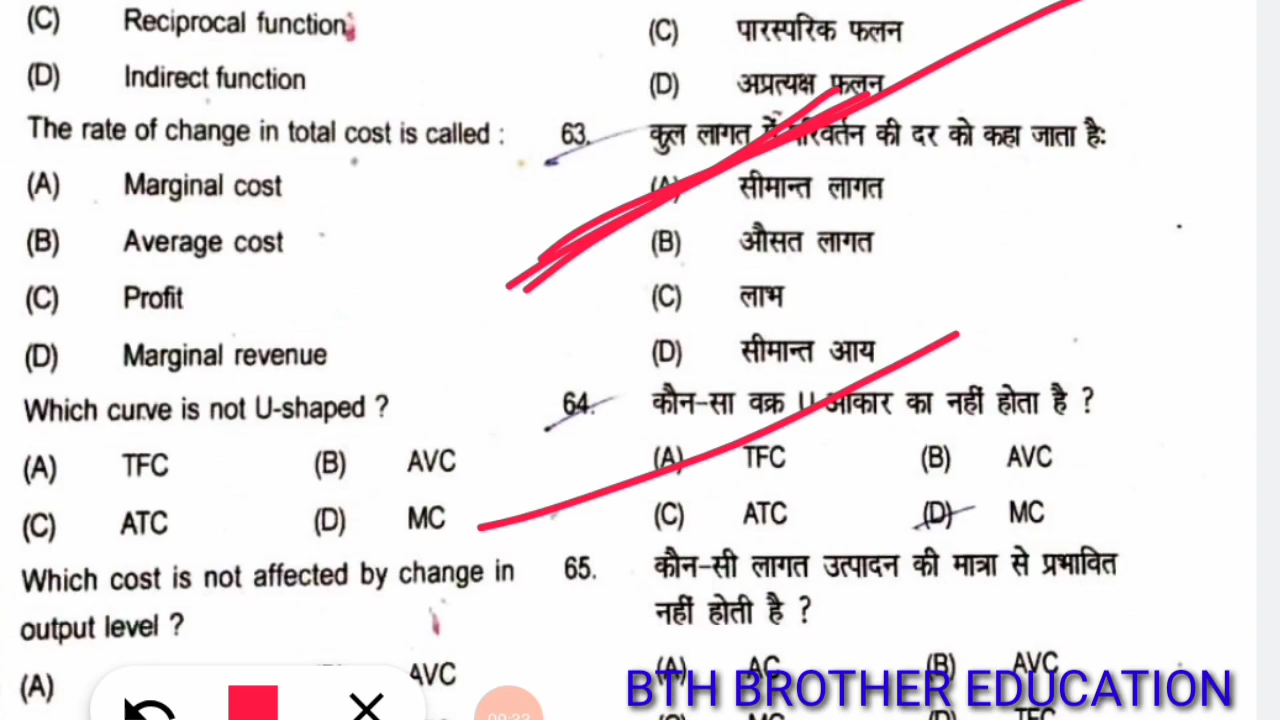 (C) Reciprocal function
(D) Indirect function
The rate of change in total cost is called :
(A) Marginal cost
(B) Average cost
(C) Profit
(D) Marginal revenue
Which curve is not U-shaped ?
(A) TFC (B) AVC
(C) ATC (D) MC
Which cost is not affected by change in
output level ?
(A) AVC
(C) पारस्परिक फलन
(D) अप्रत्यक्ष फलन
63. कुल लागत में परिवर्तन की दर को कहा जाता है:
(A) सीमान्त लागत
(B) औसत लागत
(C) लाभ
(D) सीमान्त आय
64. कौन-सा वक्र U आकार का नहीं होता है ?
(A) TFC (B) AVC
(C) ATC (D) MC
65. कौन-सी लागत उत्पादन की मात्रा से प्रभावित
नहीं होती है ?
(A) AC (B) AVC
BTH BROTHER EDUCATION